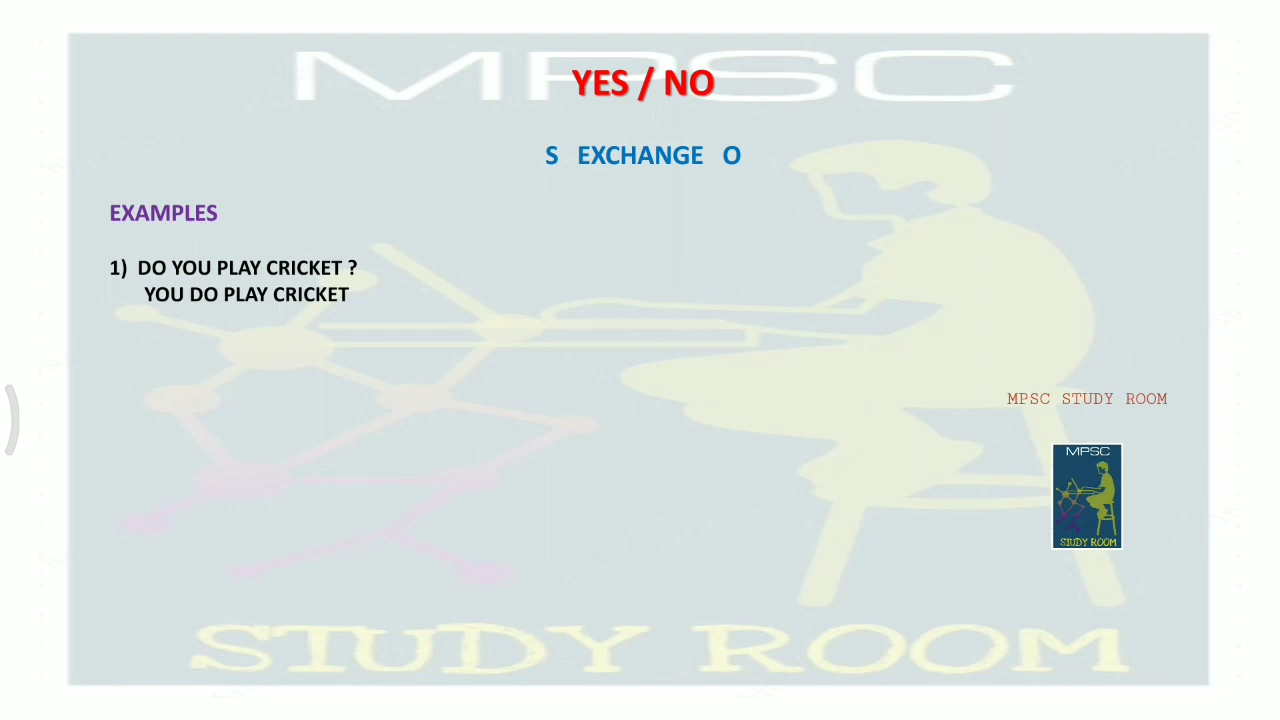 MPSC
YES / NO
S EXCHANGE O
EXAMPLES
1) DO YOU PLAY CRICKET ?
YOU DO PLAY CRICKET
MPSC STUDY ROOM
MPSC
STUDY ROOM
STUDY ROOM